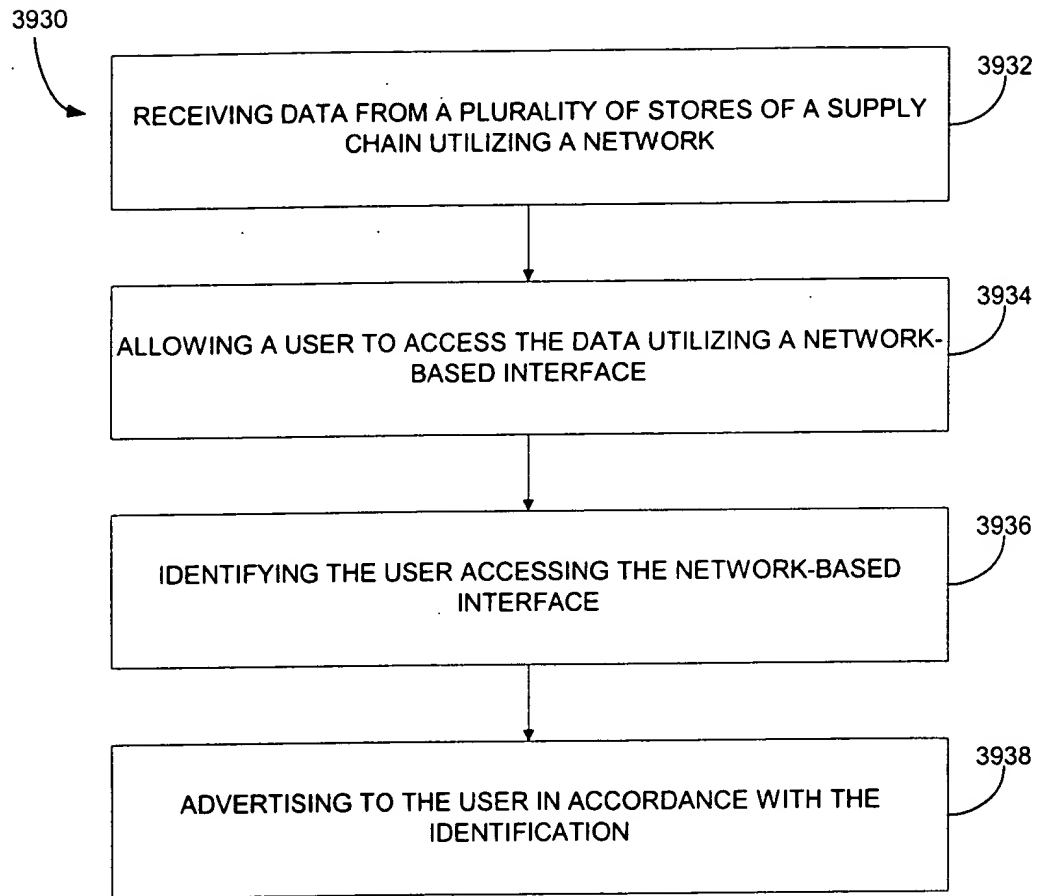 3930
3932
RECEIVING DATA FROM A PLURALITY OF STORES OF A SUPPLY
CHAIN UTILIZING A NETWORK
3934
ALLOWING A USER TO ACCESS THE DATA UTILIZING A NETWORK-
BASED INTERFACE
3936
IDENTIFYING THE USER ACCESSING THE NETWORK-BASED
INTERFACE
3938
ADVERTISING TO THE USER IN ACCORDANCE WITH THE
IDENTIFICATION